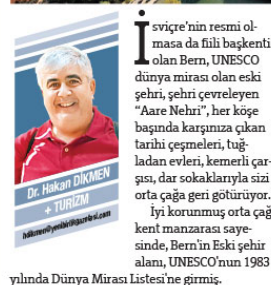 İsviçre'nin resmi ol-
masa da fiili başkenti
olan Bern, UNESCO
dünya mirası olan eski
şehri, şehri çevreleyen
“Aare Nehri”, her köşe
başında karşınıza çıkan
tarihi çeşmeleri, tuğ-
ladan evleri, kemerli çar-
şısı, dar sokaklarıyla sizi
orta çağa geri götürüyor.
İyi korunmuş orta çağ
kent manzarası saye-
sinde, Bern'in Eski şehir
alanı, UNESCO'nun 1983
yılında Dünya Mirası Listesi'ne girmiş.
Dr. Hakan DİKMEN
+ TURİZM
hdikmen@yenibirgazetesi.com